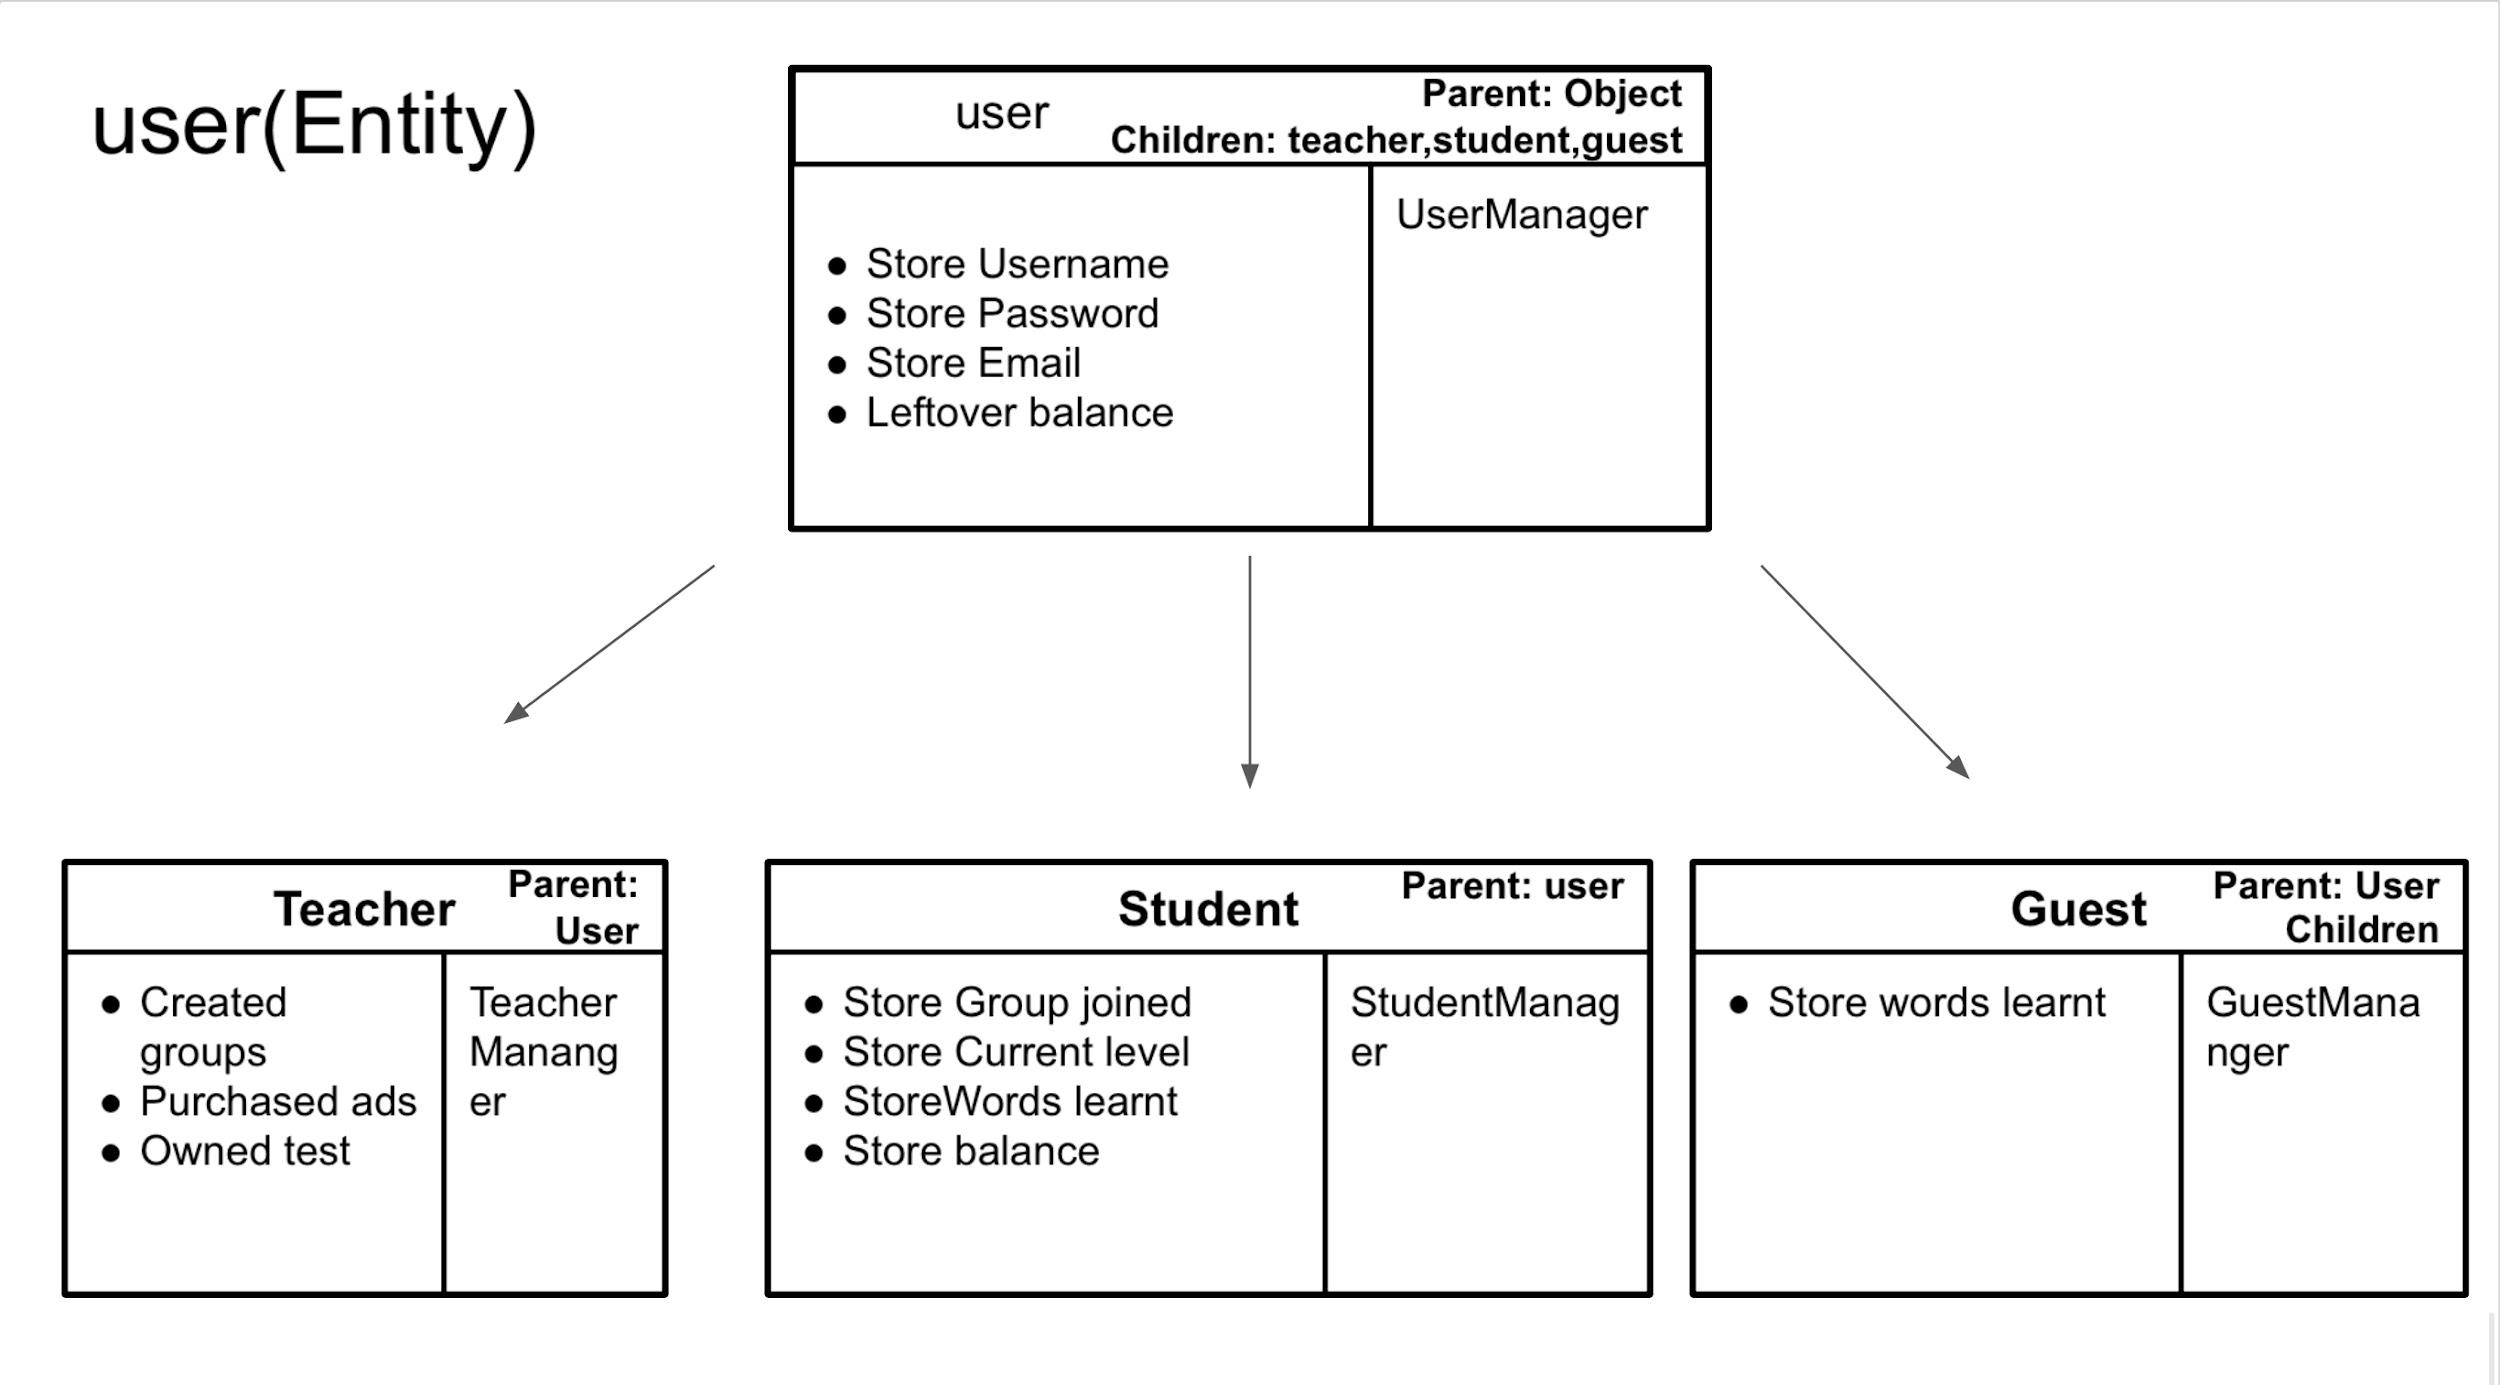 user(Entity)
user
Parent: Object
Children: teacher,student,guest
Store Username
Store Password
Store Email
Leftover balance
UserManager
Teacher
Parent:
User
Created
groups
Purchased ads
Owned test
Teacher
Manang
er
Student
Parent: user
Store Group joined
Store Current level
StoreWords learnt
Store balance
StudentManag
er
Guest
Parent: User
Children
Store words learnt
GuestMana
nger